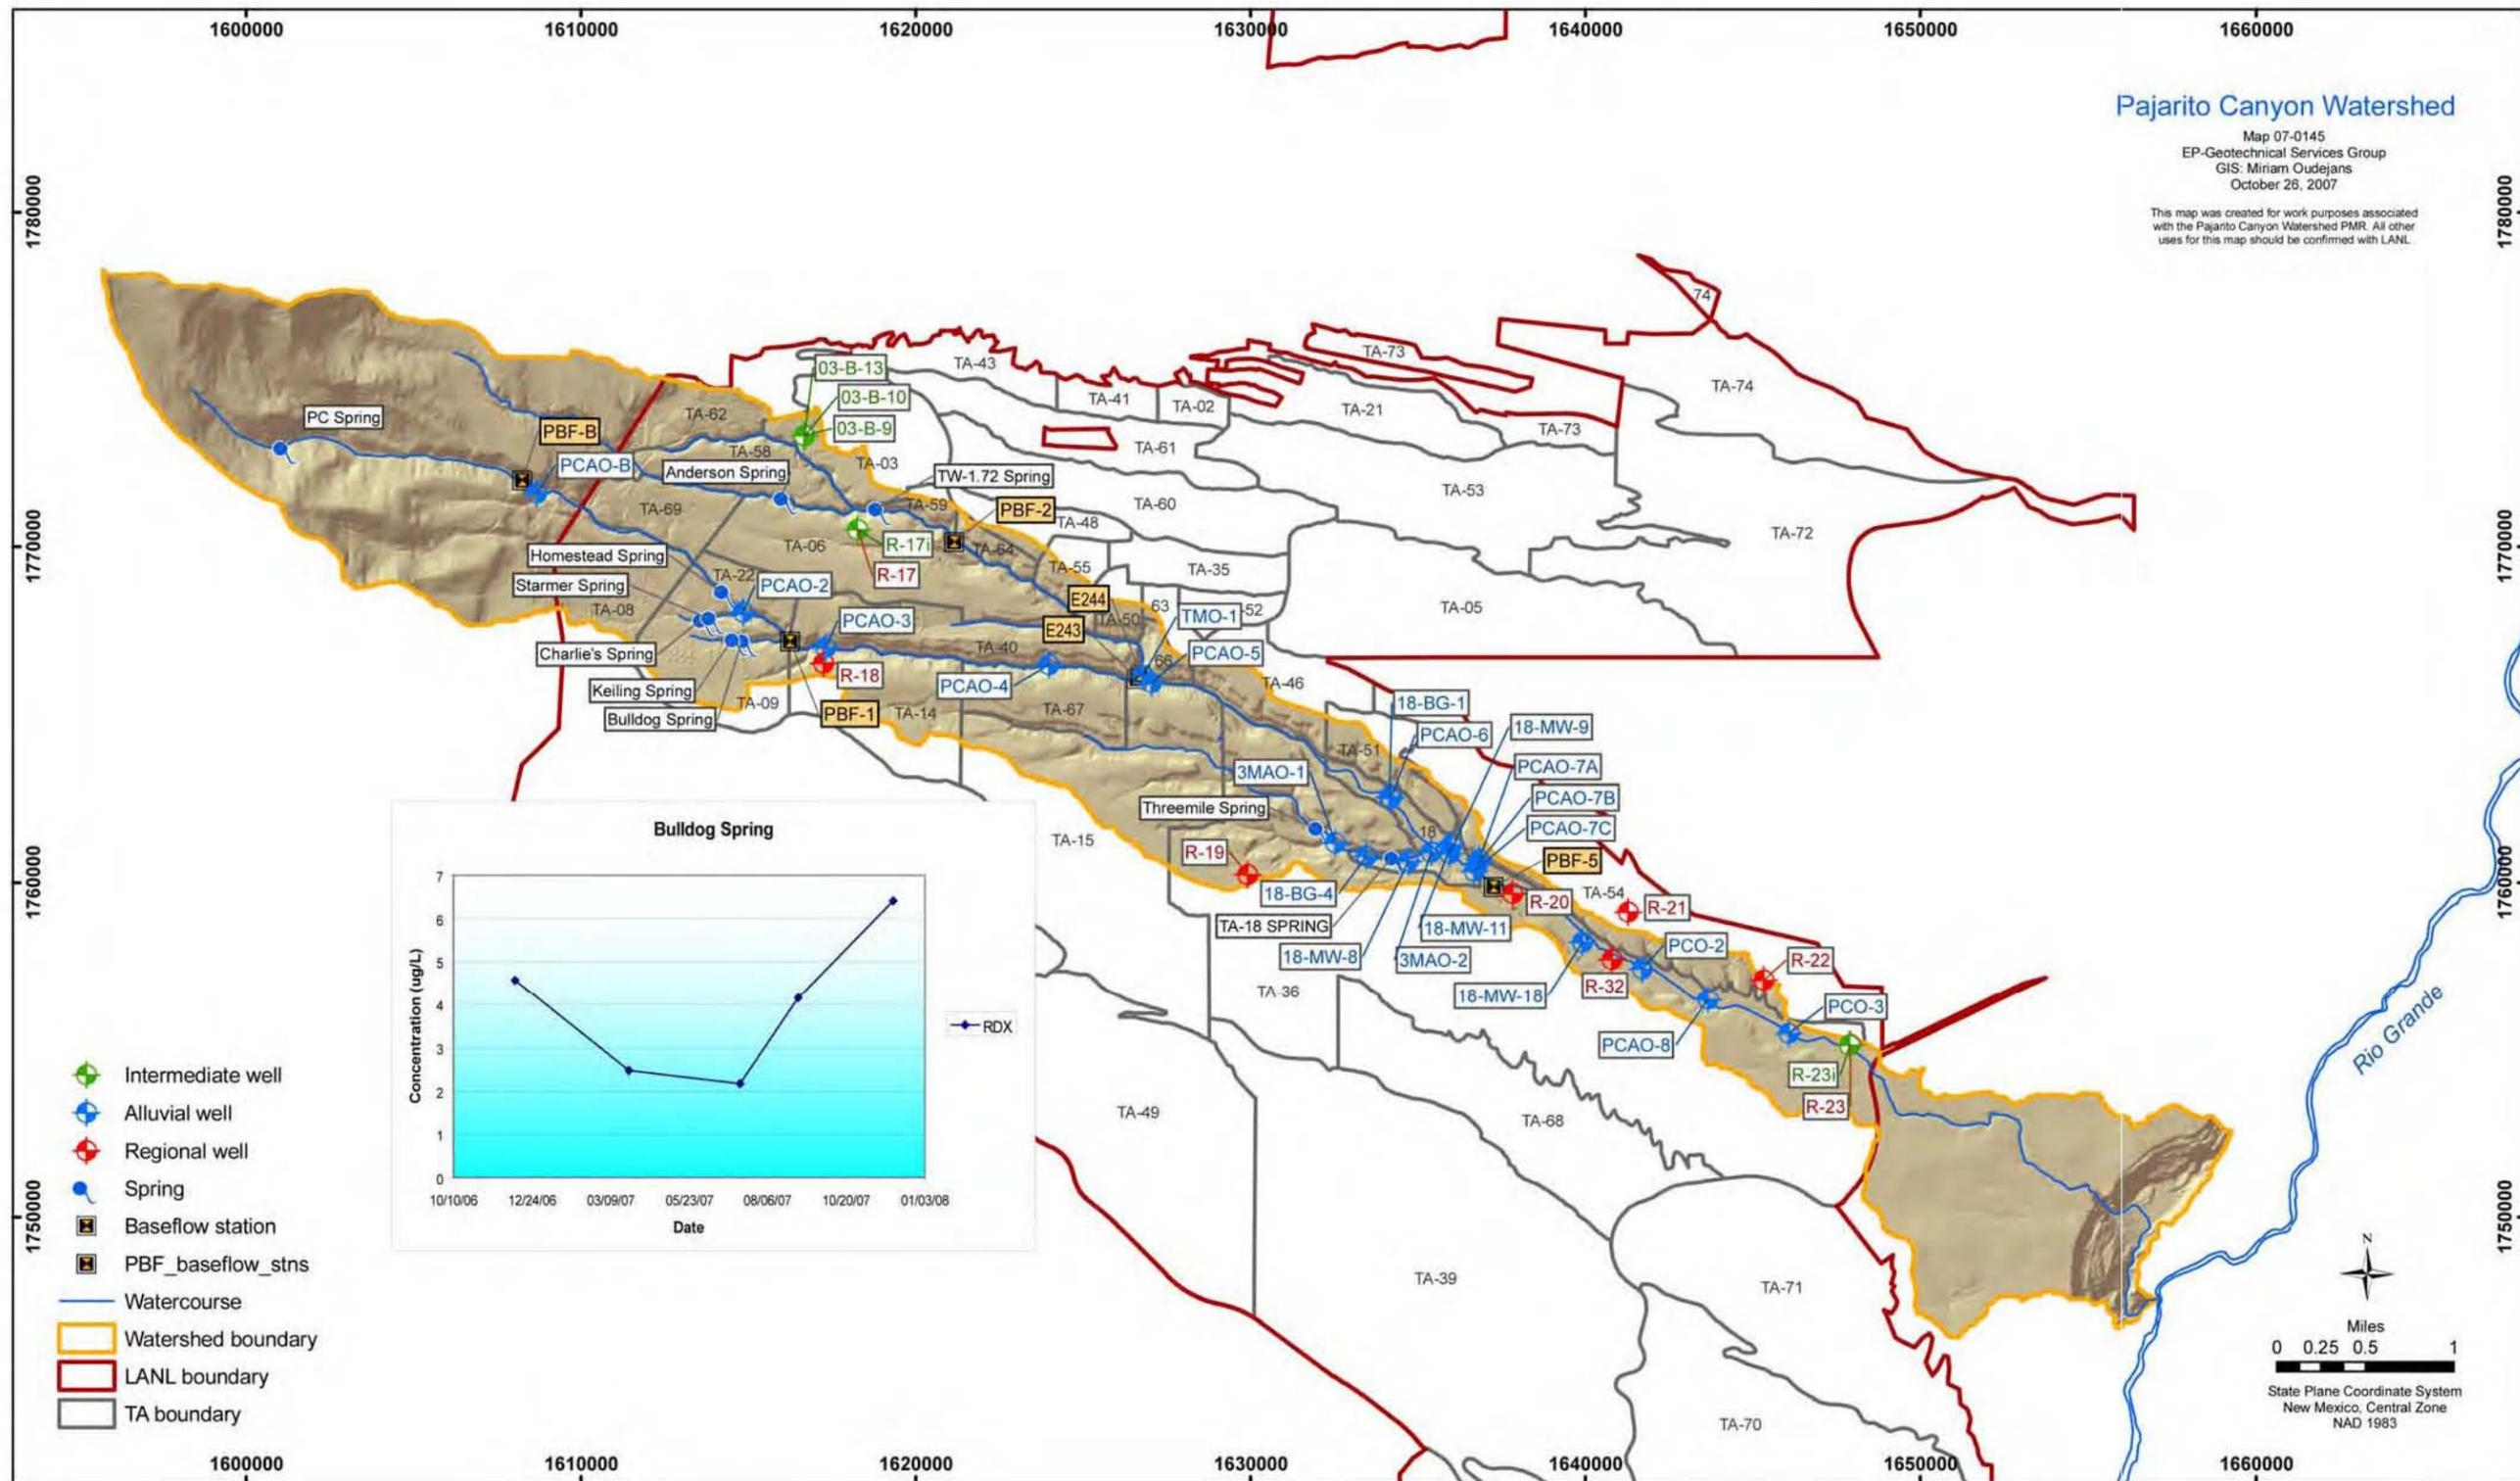 1600000
1610000
1620000
1630000
1640000
1650000
1660000
Pajarito Canyon Watershed
Map 07-0145
EP-Geotechnical Services Group
GIS: Miriam Oudejans
October 26, 2007
This map was created for work purposes associated
with the Pajarito Canyon Watershed PMR. All other
uses for this map should be confirmed with LANL
1780000
1780000
74
TA-73
TA-43
03-B-13
TA-74
03-B-10
TA-41
TA-02
TA-21
TA-62
PC Spring
PBF-B
03-B-9
TA-73
TA-61
TA-58
PCAO-B
Anderson Spring
TA-03
TW-1.72 Spring
TA-53
TA-69
TA-59
PBF-2
TA-60
TA-48
TA-72
1770000
1770000
R-17i
TA-06
TA-64
Homestead Spring
R-17
TA-55
TA-35
TA-22
PCAO-2
Starmer Spring
E244
63
52
TA-05
TA-08
PCAO-3
TA-50
TMO-1
E243
Charlie's Spring
TA-40
66
PCAO-5
R-18
PCAO-4
TA-46
Keiling Spring
TA-09
PBF-1
TA-14
TA-67
18-BG-1
Bulldog Spring
18-MW-9
PCAO-6
TA-51
PCAO-7A
3MAO-1
PCAO-7B
Threemile Spring
PCAO-7C
18
TA-15
R-19
PBF-5
1760000
1760000
18-BG-4
TA-54
R-20
R-21
TA-18 SPRING
18-MW-11
PCO-2
18-MW-8
3MAO-2
R-22
R-32
TA-36
18-MW-18
PCO-3
PCAO-8
R-23i
R-23
Rio Grande
TA-49
TA-68
Bulldog Spring
7
6
5
4
3
2
1
0
Concentration (ug/L)
10/10/06
12/24/06
03/09/07
05/23/07
08/06/07
10/20/07
01/03/08
Date
RDX
Intermediate well
Alluvial well
Regional well
Spring
Baseflow station
PBF_baseflow_stns
Watercourse
Watershed boundary
LANL boundary
TA boundary
1750000
1750000
TA-39
TA-71
TA-70
N
Miles
0 0.25 0.5 1
State Plane Coordinate System
New Mexico, Central Zone
NAD 1983
1600000
1610000
1620000
1630000
1640000
1650000
1660000